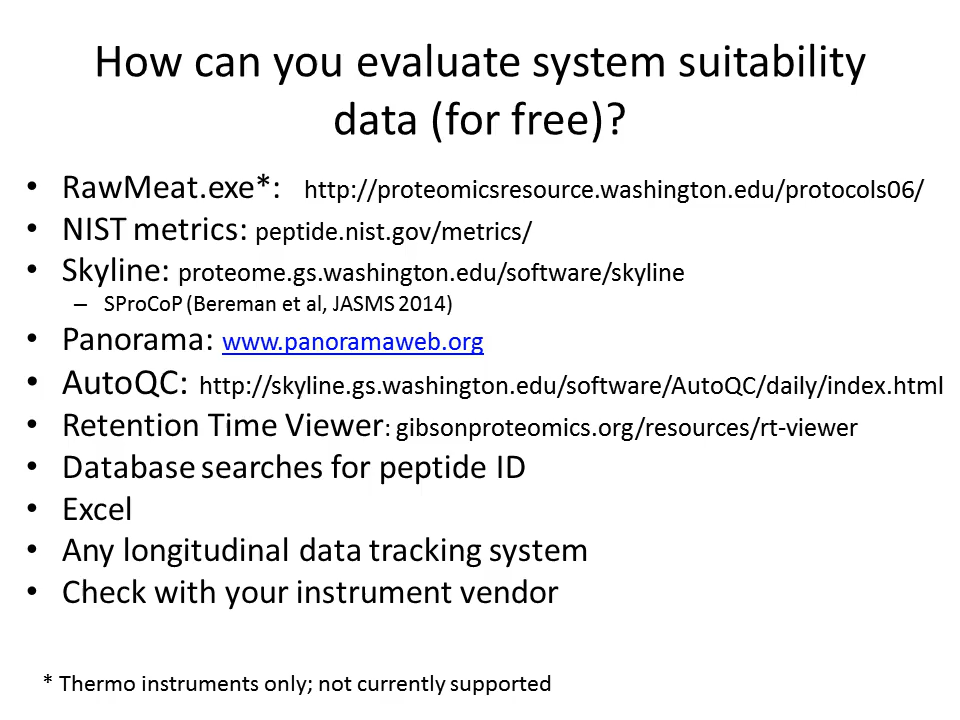 How can you evaluate system suitability
data (for free)?
• RawMeat.exe*: http://proteomicsresource.washington.edu/protocols06/
• NIST metrics: peptide.nist.gov/metrics/
• Skyline: proteome.gs.washington.edu/software/skyline
– SProCoP (Bereman et al, JASMS 2014)
• Panorama: www.panoramaweb.org
• AutoQC: http://skyline.gs.washington.edu/software/AutoQC/daily/index.html
• Retention Time Viewer: gibsonproteomics.org/resources/rt-viewer
• Database searches for peptide ID
• Excel
• Any longitudinal data tracking system
• Check with your instrument vendor
* Thermo instruments only; not currently supported